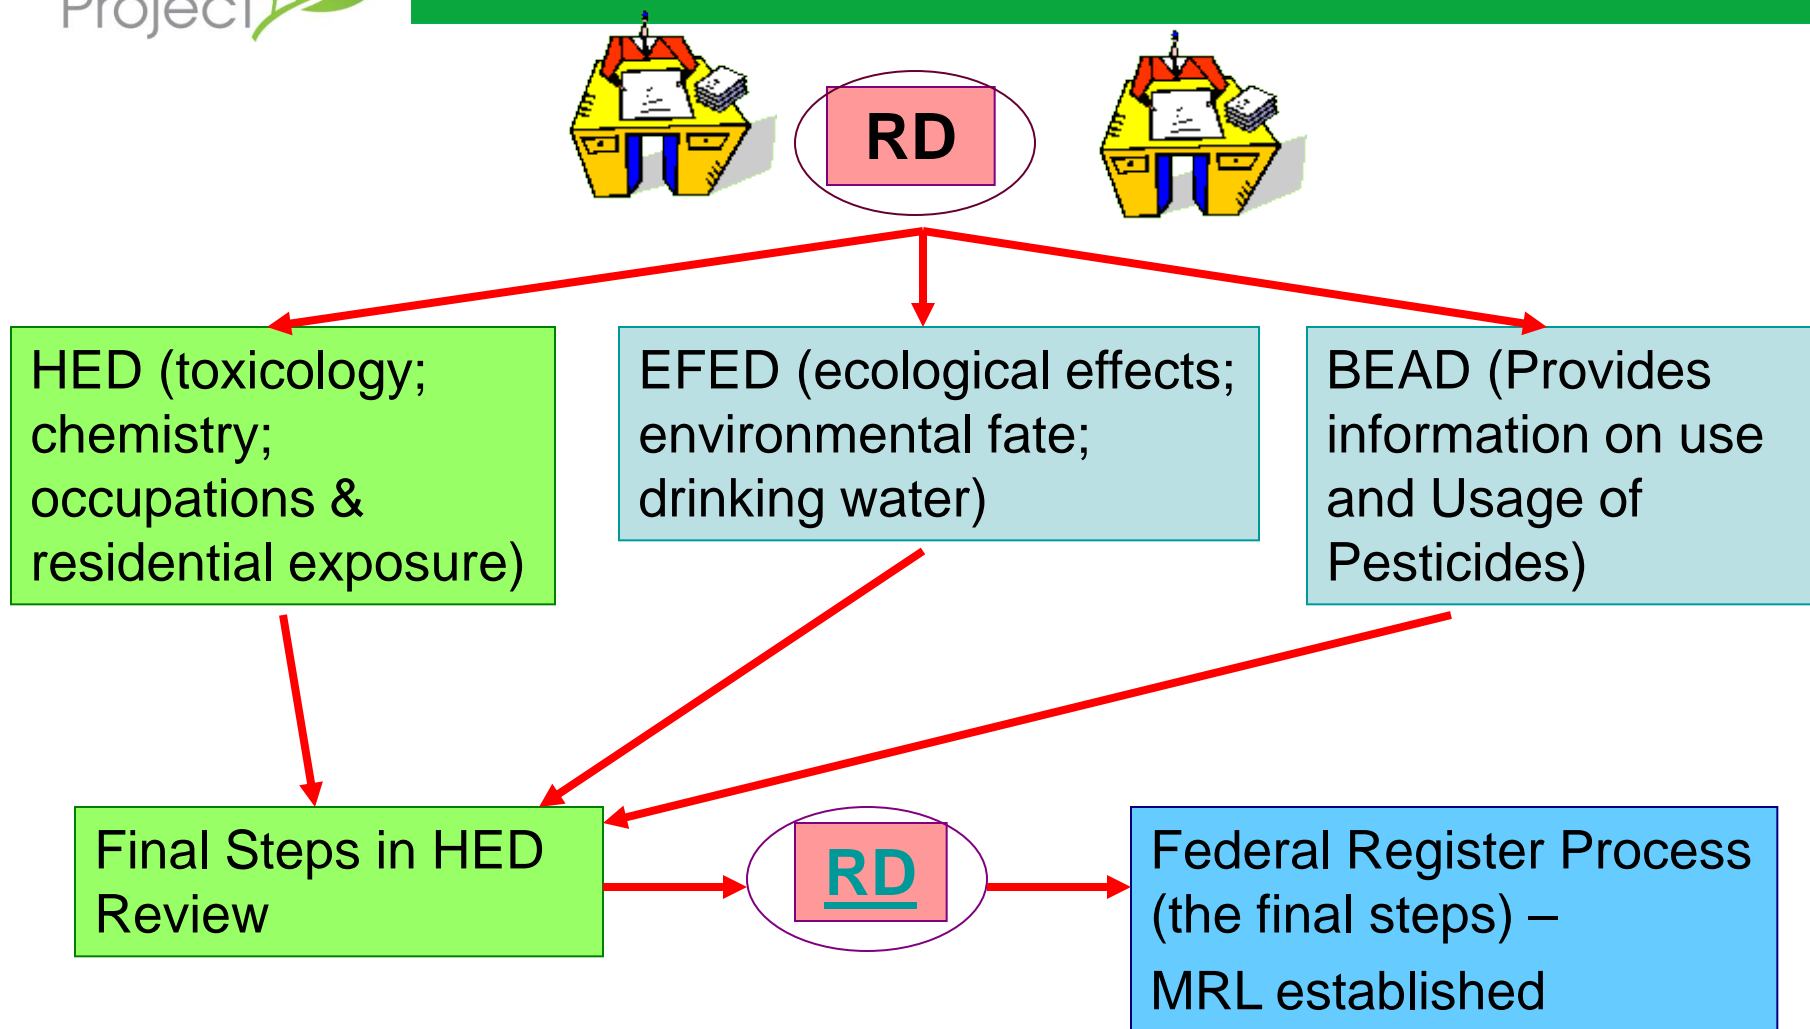 Project
RD
HED (toxicology;
chemistry;
occupations &
residential exposure)
EFED (ecological effects;
environmental fate;
drinking water)
BEAD (Provides
information on use
and Usage of
Pesticides)
Final Steps in HED
Review
RD
Federal Register Process
(the final steps) –
MRL established